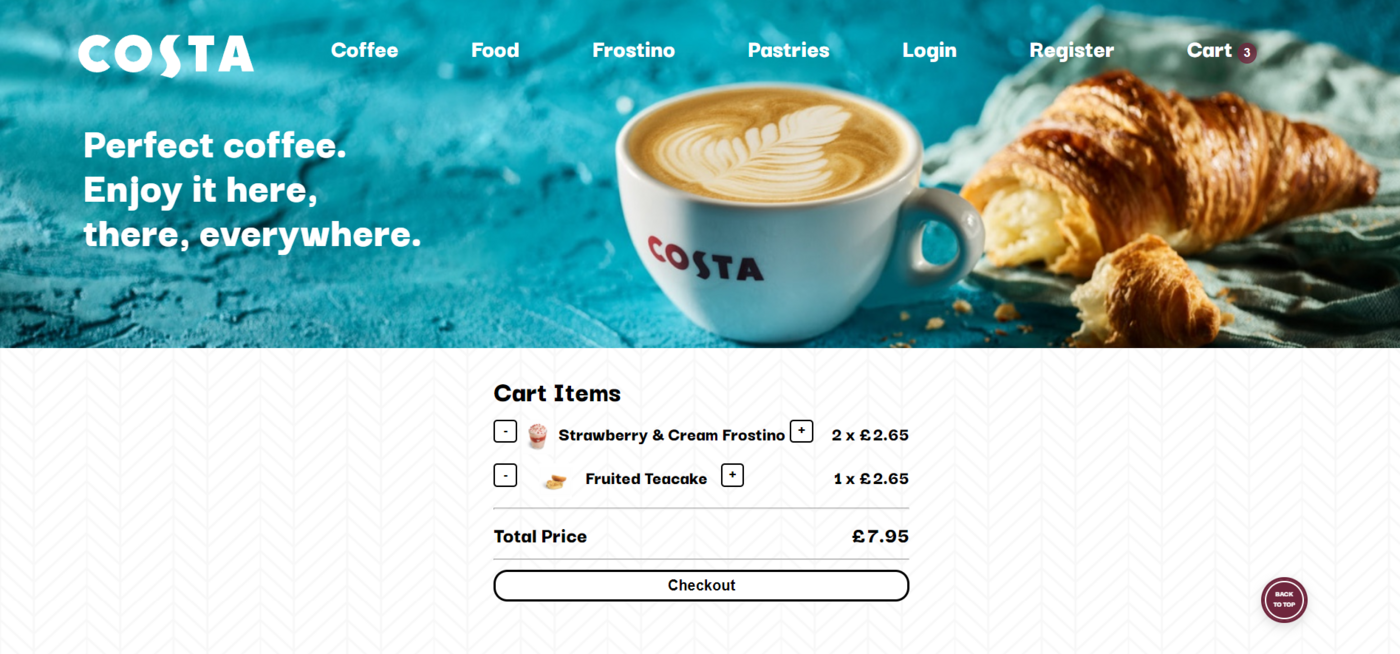 COSTA
Coffee Food Frostino Pastries Login Register Cart 3
Perfect coffee.
Enjoy it here,
there, everywhere.
COSTA
Cart Items
- Strawberry & Cream Frostino + 2 x £2.65
- Fruited Teacake + 1 x £2.65
Total Price £7.95
Checkout
BACK
TO TOP